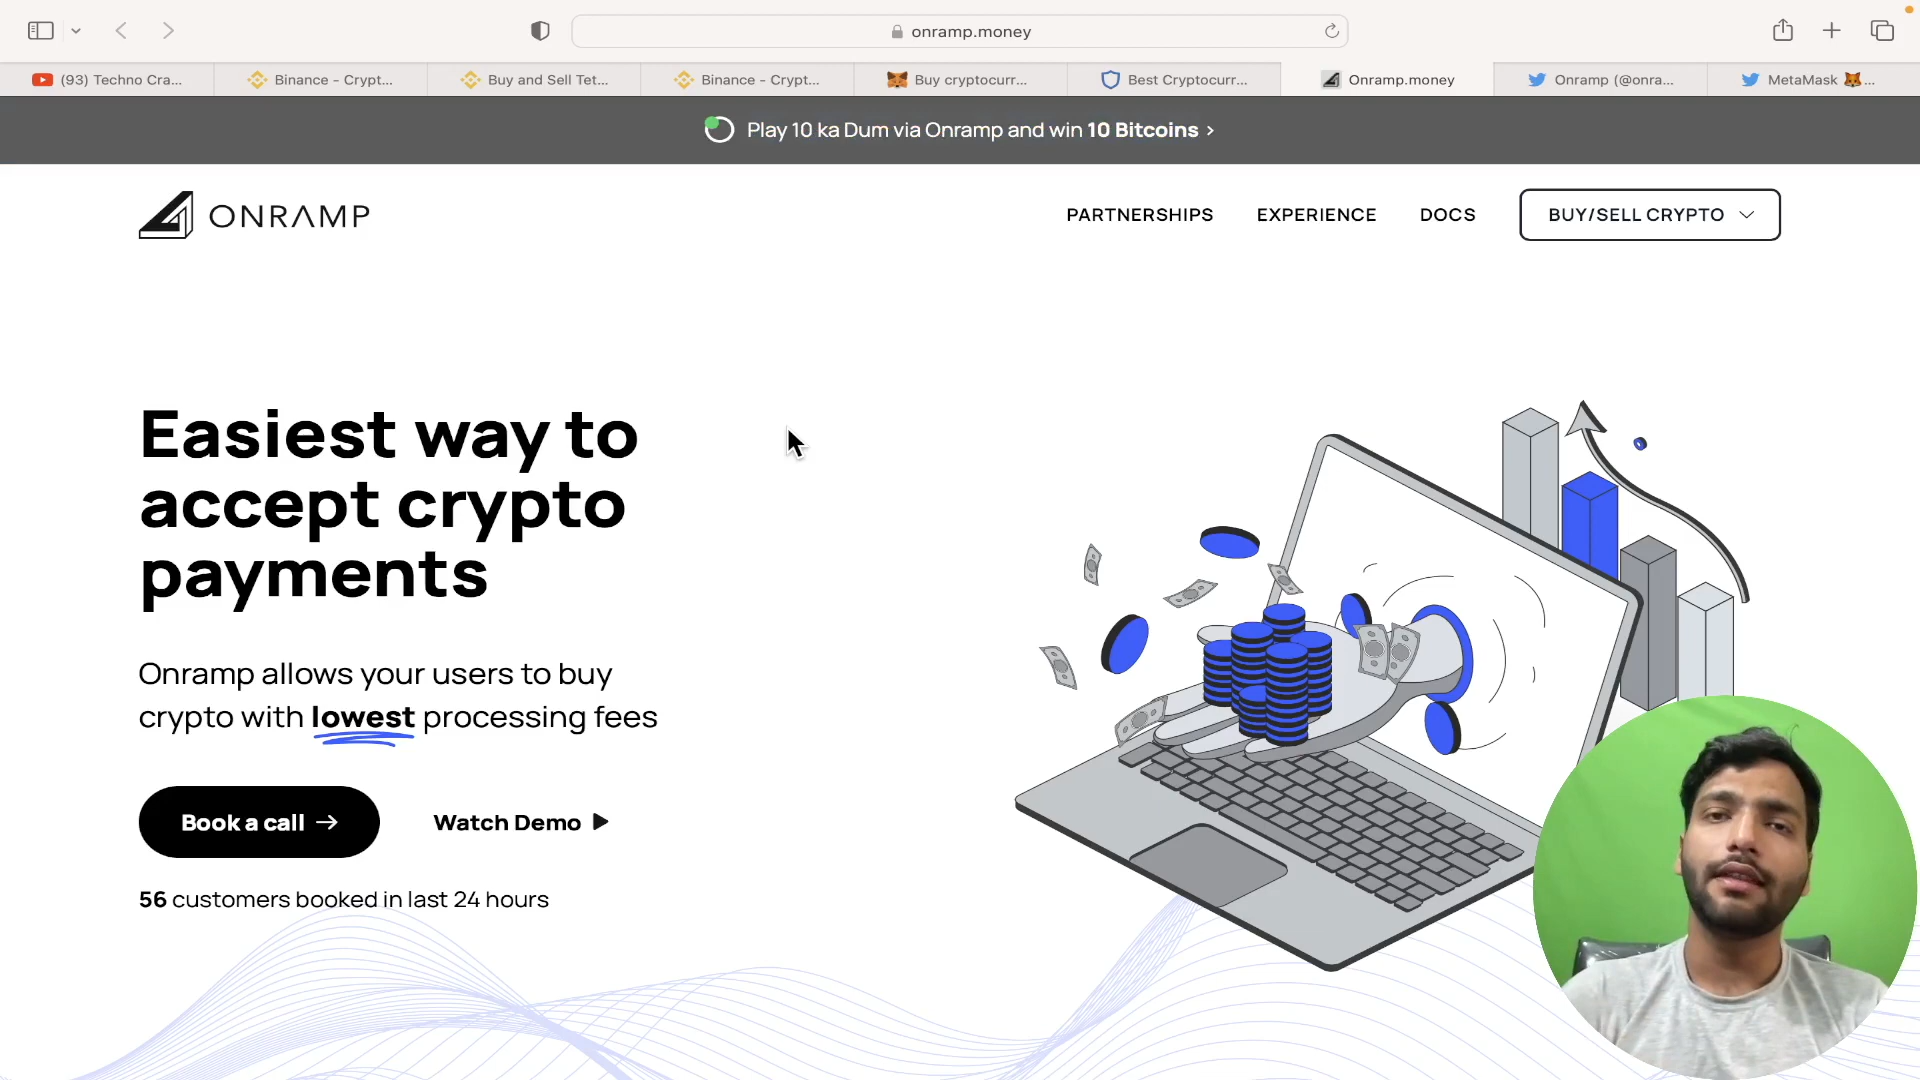 onramp.money
(93) Techno Cra...
Binance - Crypt...
Buy and Sell Tet...
Binance - Crypt...
Buy cryptocurr...
Best Cryptocurr...
Onramp.money
Onramp (@onra...
MetaMask 🦊...
Play 10 ka Dum via Onramp and win 10 Bitcoins >
ONRAMP
PARTNERSHIPS
EXPERIENCE
DOCS
BUY/SELL CRYPTO
Easiest way to
accept crypto
payments
Onramp allows your users to buy
crypto with lowest processing fees
Book a call →
Watch Demo ▶
56 customers booked in last 24 hours